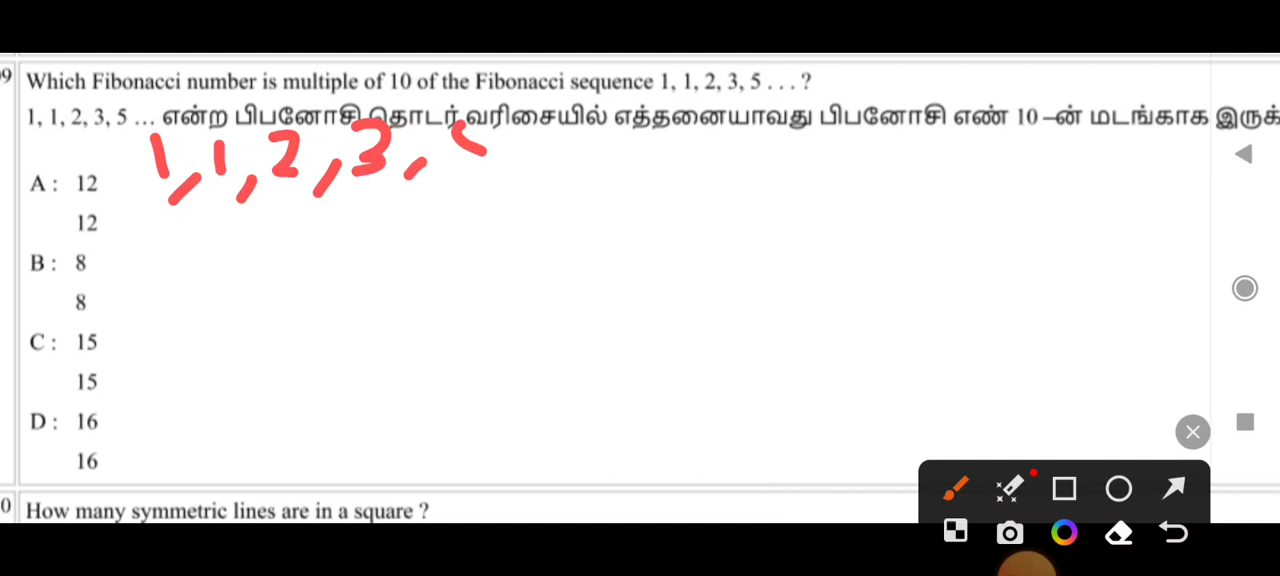 9 Which Fibonacci number is multiple of 10 of the Fibonacci sequence 1, 1, 2, 3, 5 . . . ?
1, 1, 2, 3, 5 ... என்ற பிபனோசி தொடர் வரிசையில் எத்தனையாவது பிபனோசி எண் 10 –ன் மடங்காக இருக்
1, 1, 2, 3,
A : 12
12
B : 8
8
C : 15
15
D : 16
16
0 How many symmetric lines are in a square ?